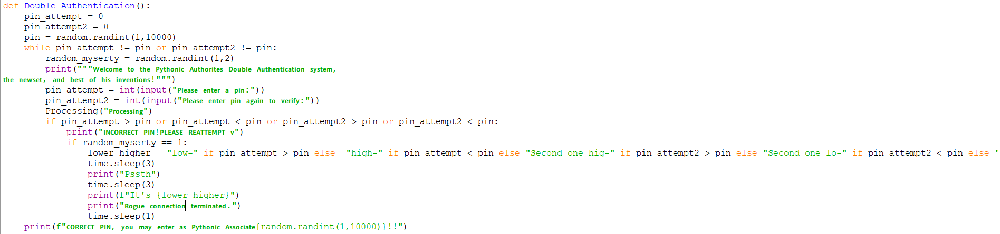 def Double_Authentication():
    pin_attempt = 0
    pin_attempt2 = 0
    pin = random.randint(1,10000)
    while pin_attempt != pin or pin-attempt2 != pin:
        random_myserty = random.randint(1,2)
        print("""Welcome to the Pythonic Authorites Double Authentication system,
the newset, and best of his inventions!""")
        pin_attempt = int(input("Please enter a pin:"))
        pin_attempt2 = int(input("Please enter pin again to verify:"))
        Processing("Processing")
        if pin_attempt > pin or pin_attempt < pin or pin_attempt2 > pin or pin_attempt2 < pin:
            print("INCORRECT PIN!PLEASE REATTEMPT v")
            if random_myserty == 1:
                lower_higher = "low-" if pin_attempt > pin else  "high-" if pin_attempt < pin else "Second one hig-" if pin_attempt2 > pin else "Second one lo-" if pin_attempt2 < pin else "
                time.sleep(3)
                print("Pssth")
                time.sleep(3)
                print(f"It's {lower_higher}")
                print("Rogue connection terminated.")
                time.sleep(1)
    print(f"CORRECT PIN, you may enter as Pythonic Associate{random.randint(1,10000)}!!")